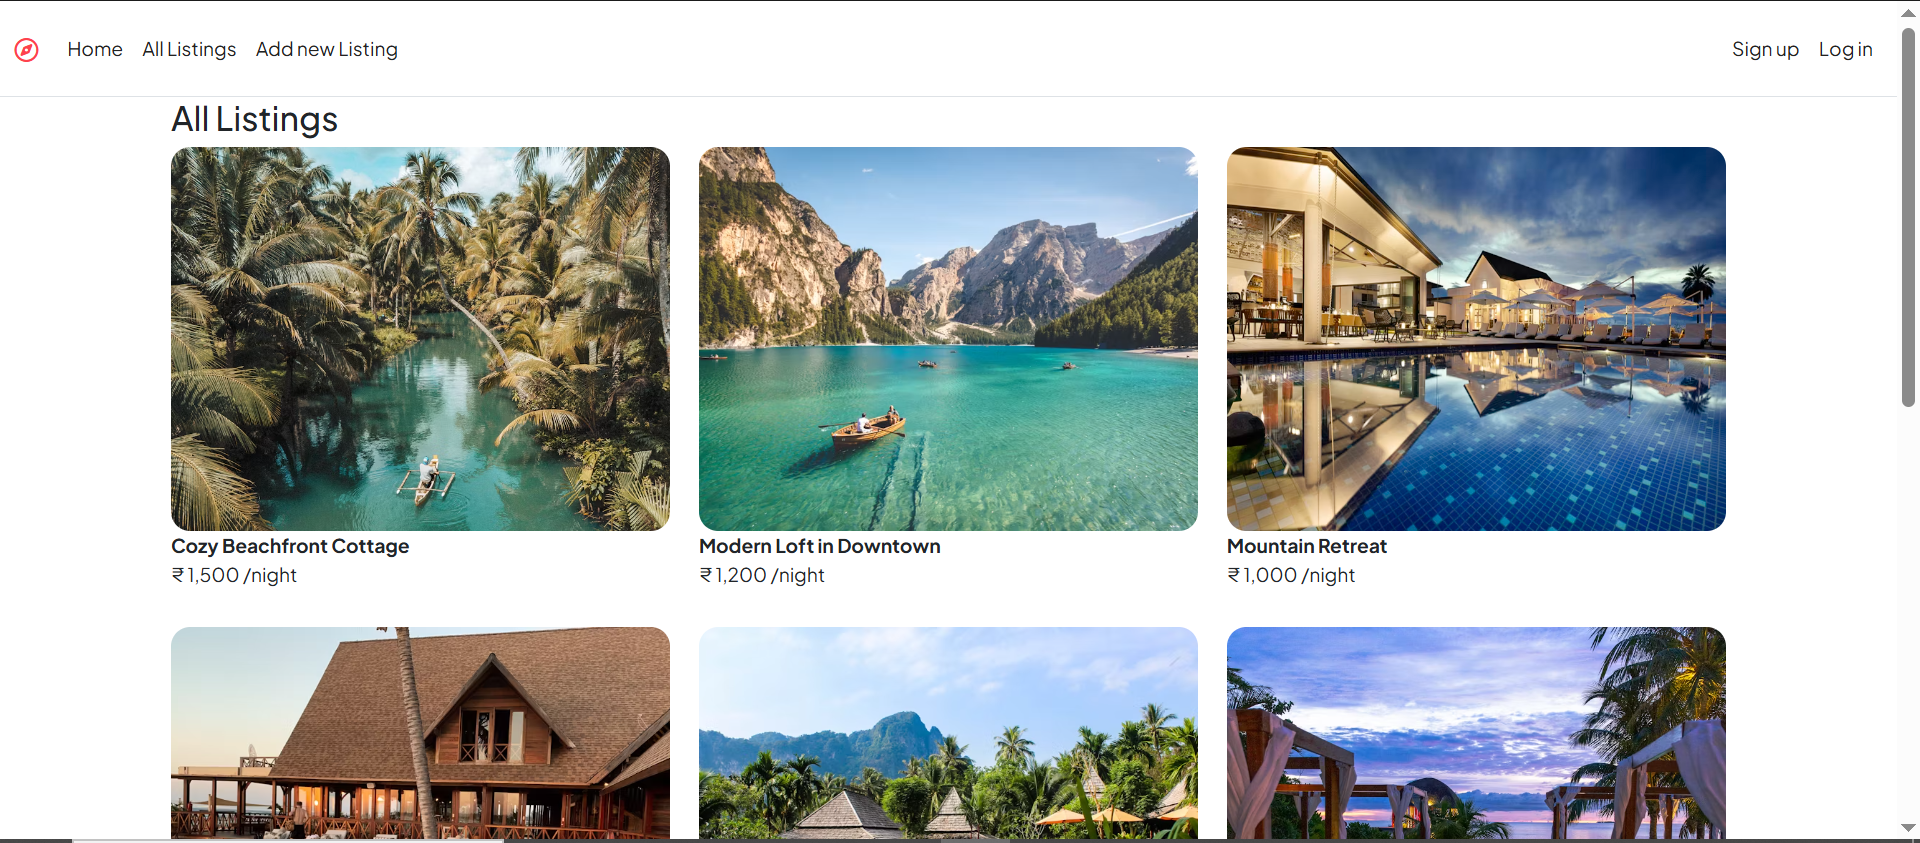 Home All Listings Add new Listing Sign up Log in
All Listings
Cozy Beachfront Cottage
₹ 1,500 /night
Modern Loft in Downtown
₹ 1,200 /night
Mountain Retreat
₹ 1,000 /night